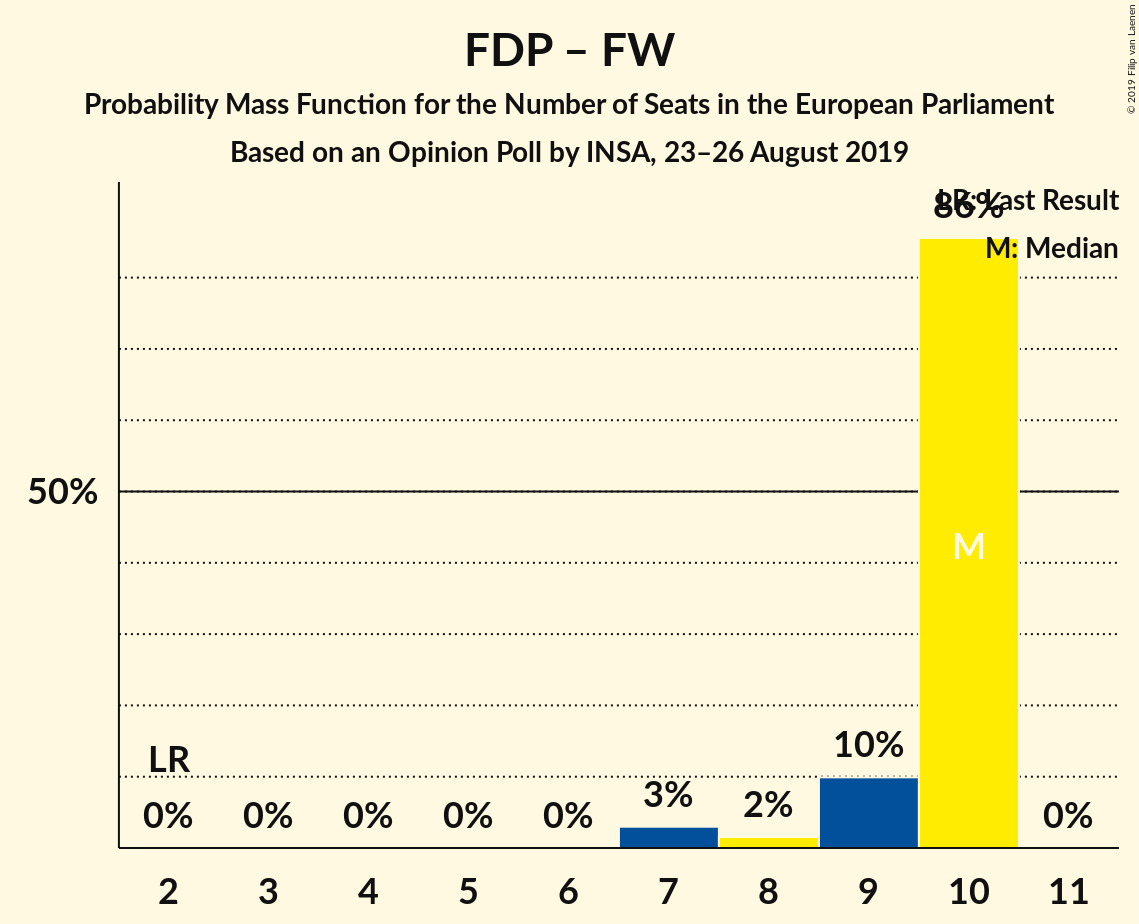 FDP – FW
Probability Mass Function for the Number of Seats in the European Parliament
Based on an Opinion Poll by INSA, 23–26 August 2019
© 2019 Filip van Laenen
LR: Last Result
M: Median
86%
50%
M
LR
10%
3%
2%
0% 0% 0% 0% 0% 0%
2 3 4 5 6 7 8 9 10 11